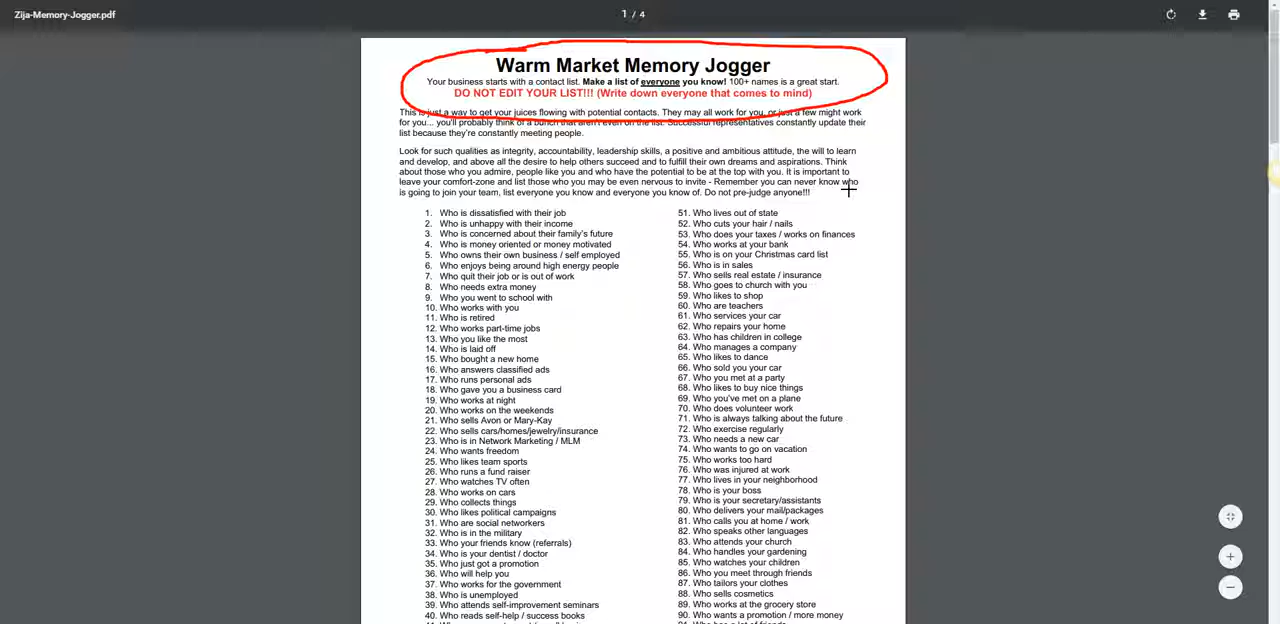 Zija-Memory-Jogger.pdf
1 / 4
Warm Market Memory Jogger
Your business starts with a contact list. Make a list of everyone you know! 100+ names is a great start.
DO NOT EDIT YOUR LIST!!! (Write down everyone that comes to mind)
This is just a way to get your juices flowing with potential contacts. They may all work for you, or just a few might work
for you... you'll probably think of a bunch that aren't even on the list. Successful representatives constantly update their
list because they're constantly meeting people.
Look for such qualities as integrity, accountability, leadership skills, a positive and ambitious attitude, the will to learn
and develop, and above all the desire to help others succeed and to fulfill their own dreams and aspirations. Think
about those who you admire, people like you and who have the potential to be at the top with you. It is important to
leave your comfort-zone and list those who you may be even nervous to invite - Remember you can never know who
is going to join your team, list everyone you know and everyone you know of. Do not pre-judge anyone!!!
1. Who is dissatisfied with their job
2. Who is unhappy with their income
3. Who is concerned about their family's future
4. Who is money oriented or money motivated
5. Who owns their own business / self employed
6. Who enjoys being around high energy people
7. Who quit their job or is out of work
8. Who needs extra money
9. Who you went to school with
10. Who works with you
11. Who is retired
12. Who works part-time jobs
13. Who you like the most
14. Who is laid off
15. Who bought a new home
16. Who answers classified ads
17. Who runs personal ads
18. Who gave you a business card
19. Who works at night
20. Who works on the weekends
21. Who sells Avon or Mary-Kay
22. Who sells cars/homes/jewelry/insurance
23. Who is in Network Marketing / MLM
24. Who wants freedom
25. Who likes team sports
26. Who runs a fund raiser
27. Who watches TV often
28. Who works on cars
29. Who collects things
30. Who likes political campaigns
31. Who are social networkers
32. Who is in the military
33. Who your friends know (referrals)
34. Who is your dentist / doctor
35. Who just got a promotion
36. Who will help you
37. Who works for the government
38. Who is unemployed
39. Who attends self-improvement seminars
40. Who reads self-help / success books
51. Who lives out of state
52. Who cuts your hair / nails
53. Who does your taxes / works on finances
54. Who works at your bank
55. Who is on your Christmas card list
56. Who is in sales
57. Who sells real estate / insurance
58. Who goes to church with you
59. Who likes to shop
60. Who are teachers
61. Who services your car
62. Who repairs your home
63. Who has children in college
64. Who manages a company
65. Who likes to dance
66. Who sold you your car
67. Who you met at a party
68. Who likes to buy nice things
69. Who you've met on a plane
70. Who does volunteer work
71. Who is always talking about the future
72. Who exercise regularly
73. Who needs a new car
74. Who wants to go on vacation
75. Who works too hard
76. Who was injured at work
77. Who lives in your neighborhood
78. Who is your boss
79. Who is your secretary/assistants
80. Who delivers your mail/packages
81. Who calls you at home / work
82. Who speaks other languages
83. Who attends your church
84. Who handles your gardening
85. Who watches your children
86. Who you meet through friends
87. Who tailors your clothes
88. Who sells cosmetics
89. Who works at the grocery store
90. Who wants a promotion / more money